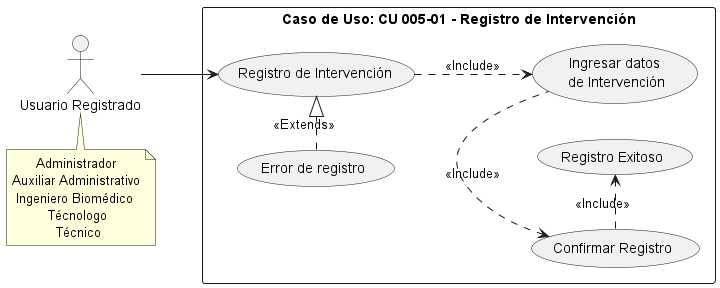 Caso de Uso: CU 005-01 - Registro de Intervención
Usuario Registrado
Administrador
Auxiliar Administrativo
Ingeniero Biomédico
Técnologo
Técnico
Registro de Intervención
«Include»
Ingresar datos
de Intervención
«Extends»
Error de registro
«Include»
Registro Exitoso
«Include»
Confirmar Registro